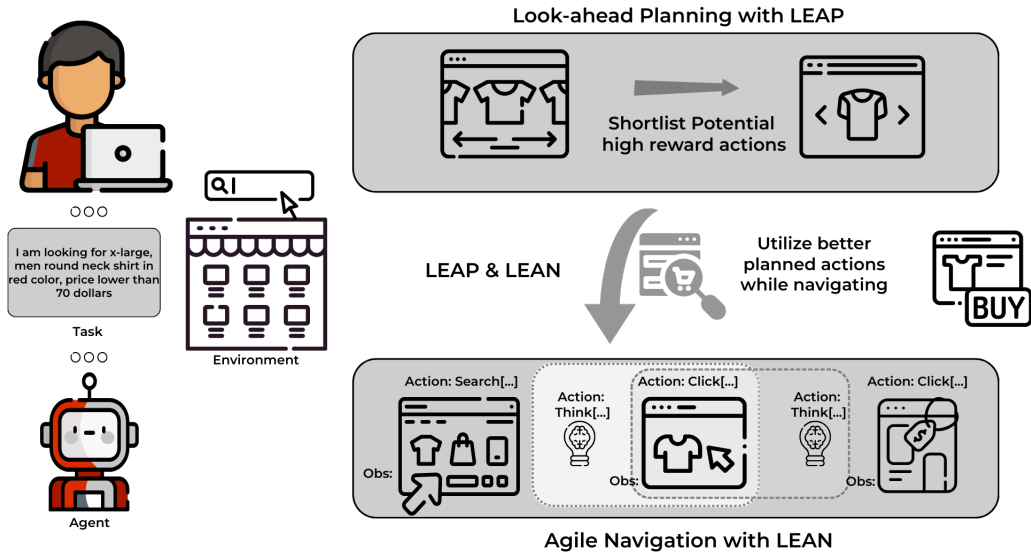 Look-ahead Planning with LEAP
Shortlist Potential
high reward actions
I am looking for x-large,
men round neck shirt in
red color, price lower than
70 dollars
Task
Environment
Agent
LEAP & LEAN
Utilize better
planned actions
while navigating
BUY
Action: Search[...]
Obs:
Action:
Think[...]
Action: Click[...]
Obs:
Action:
Think[...]
Action: Click[...]
Obs:
$
Agile Navigation with LEAN